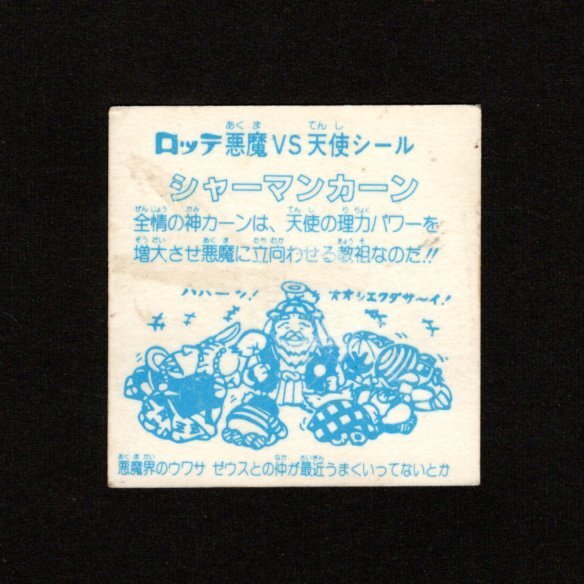 ロッテ悪魔VS天使シール
シャーマンカーン
全情の神カーンは、天使の理力パワーを
増大させ悪魔に立向わせる教祖なのだ!!
ハハーッ! オオシエクダサ〜イ!
悪魔界のウワサ ゼウスとの仲が最近うまくいってないとか